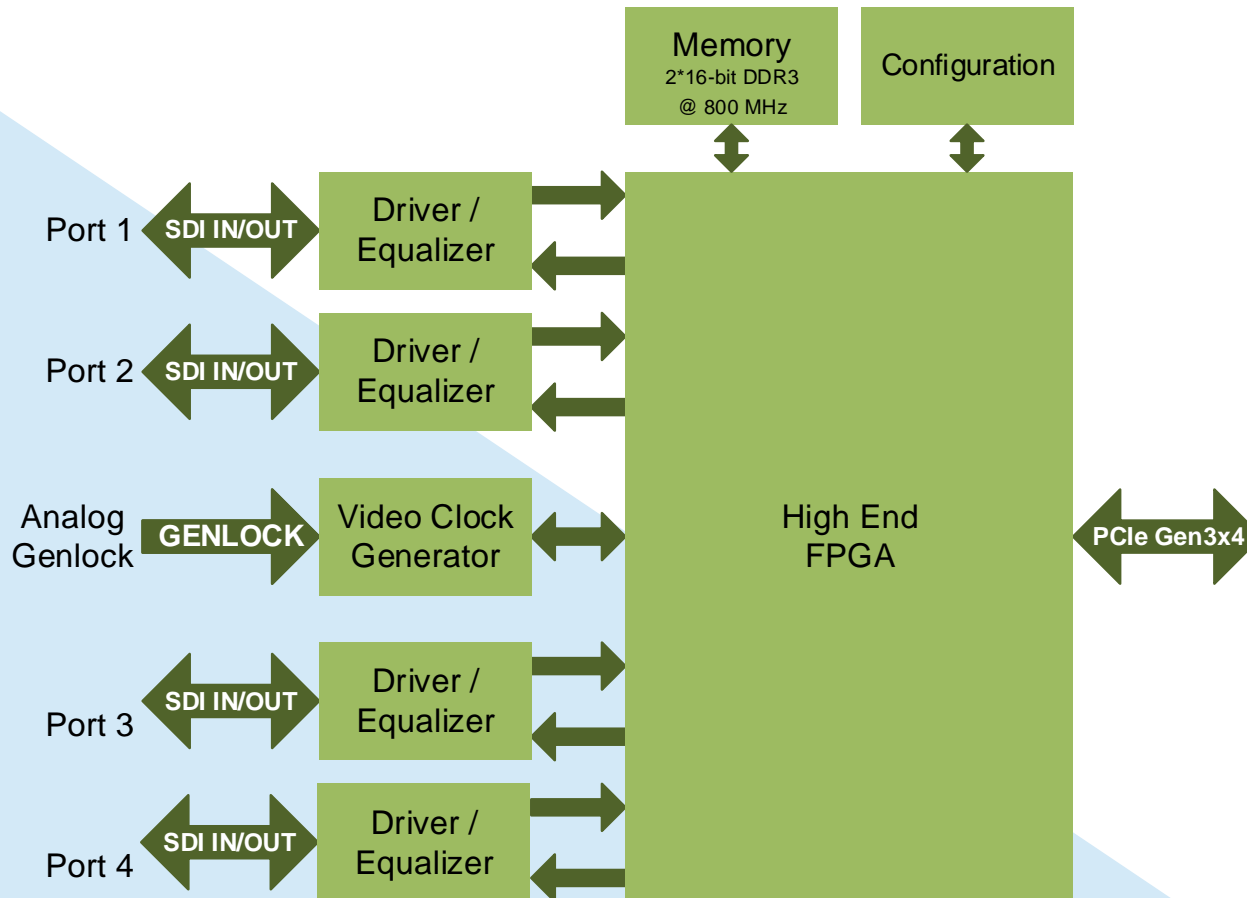 Memory
2*16-bit DDR3
@ 800 MHz
Configuration
Port 1
SDI IN/OUT
Driver /
Equalizer
Port 2
SDI IN/OUT
Driver /
Equalizer
Analog
Genlock
GENLOCK
Video Clock
Generator
High End
FPGA
PCIe Gen3x4
Port 3
SDI IN/OUT
Driver /
Equalizer
Port 4
SDI IN/OUT
Driver /
Equalizer